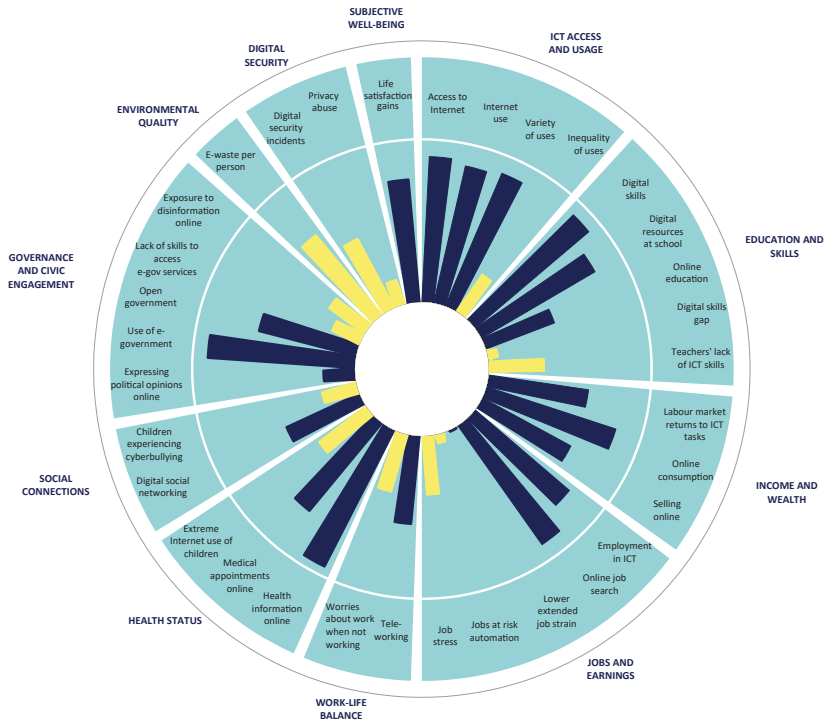 SUBJECTIVE
WELL-BEING
Life
satisfaction
gains
ICT ACCESS
AND USAGE
Access to
Internet
Internet
use
Variety
of uses
Inequality
of uses
EDUCATION AND
SKILLS
Digital
skills
Digital
resources
at school
Online
education
Digital skills
gap
Teachers' lack
of ICT skills
INCOME AND
WEALTH
Labour market
returns to ICT
tasks
Online
consumption
Selling
online
JOBS AND
EARNINGS
Employment
in ICT
Online job
search
Lower
extended
job strain
Jobs at risk
automation
Job
stress
WORK-LIFE
BALANCE
Tele-
working
Worries
about work
when not
working
HEALTH STATUS
Health
information
online
Medical
appointments
online
Extreme
Internet use of
children
SOCIAL
CONNECTIONS
Digital social
networking
Children
experiencing
cyberbullying
GOVERNANCE
AND CIVIC
ENGAGEMENT
Expressing
political opinions
online
Use of e-
government
Open
government
Lack of skills to
access
e-gov services
Exposure to
disinformation
online
ENVIRONMENTAL
QUALITY
E-waste per
person
DIGITAL
SECURITY
Digital
security
incidents
Privacy
abuse